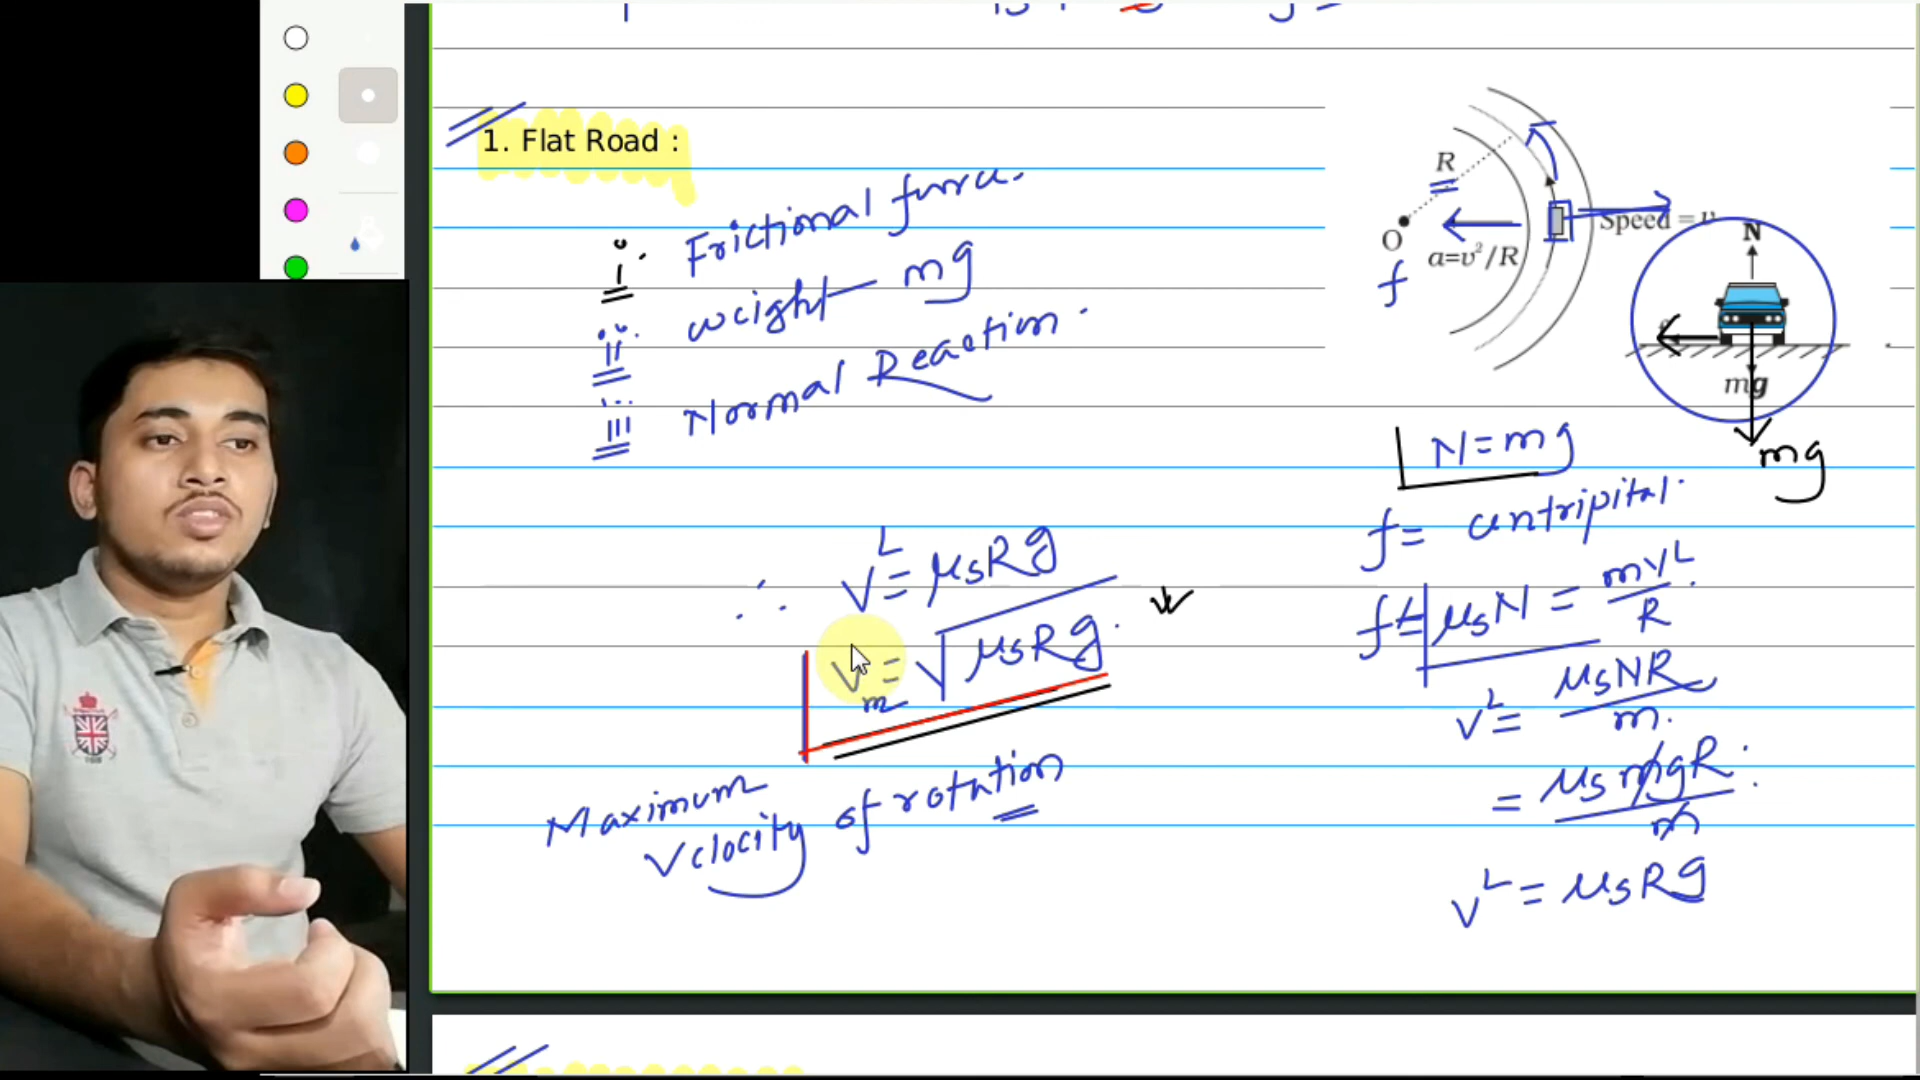 1. Flat Road :
i. Frictional force.
ii. weight — mg
iii. Normal Reaction.
∴ v² = μsRg
vm = √μsRg.
Maximum
Velocity of rotation
R
O
a=v²/R
Speed = v
f
N
mg
mg
N = mg
f = centripital.
f ≤ μsN = mv²/R.
v² = μsNR/m.
= μsmgR/m.
v² = μsRg